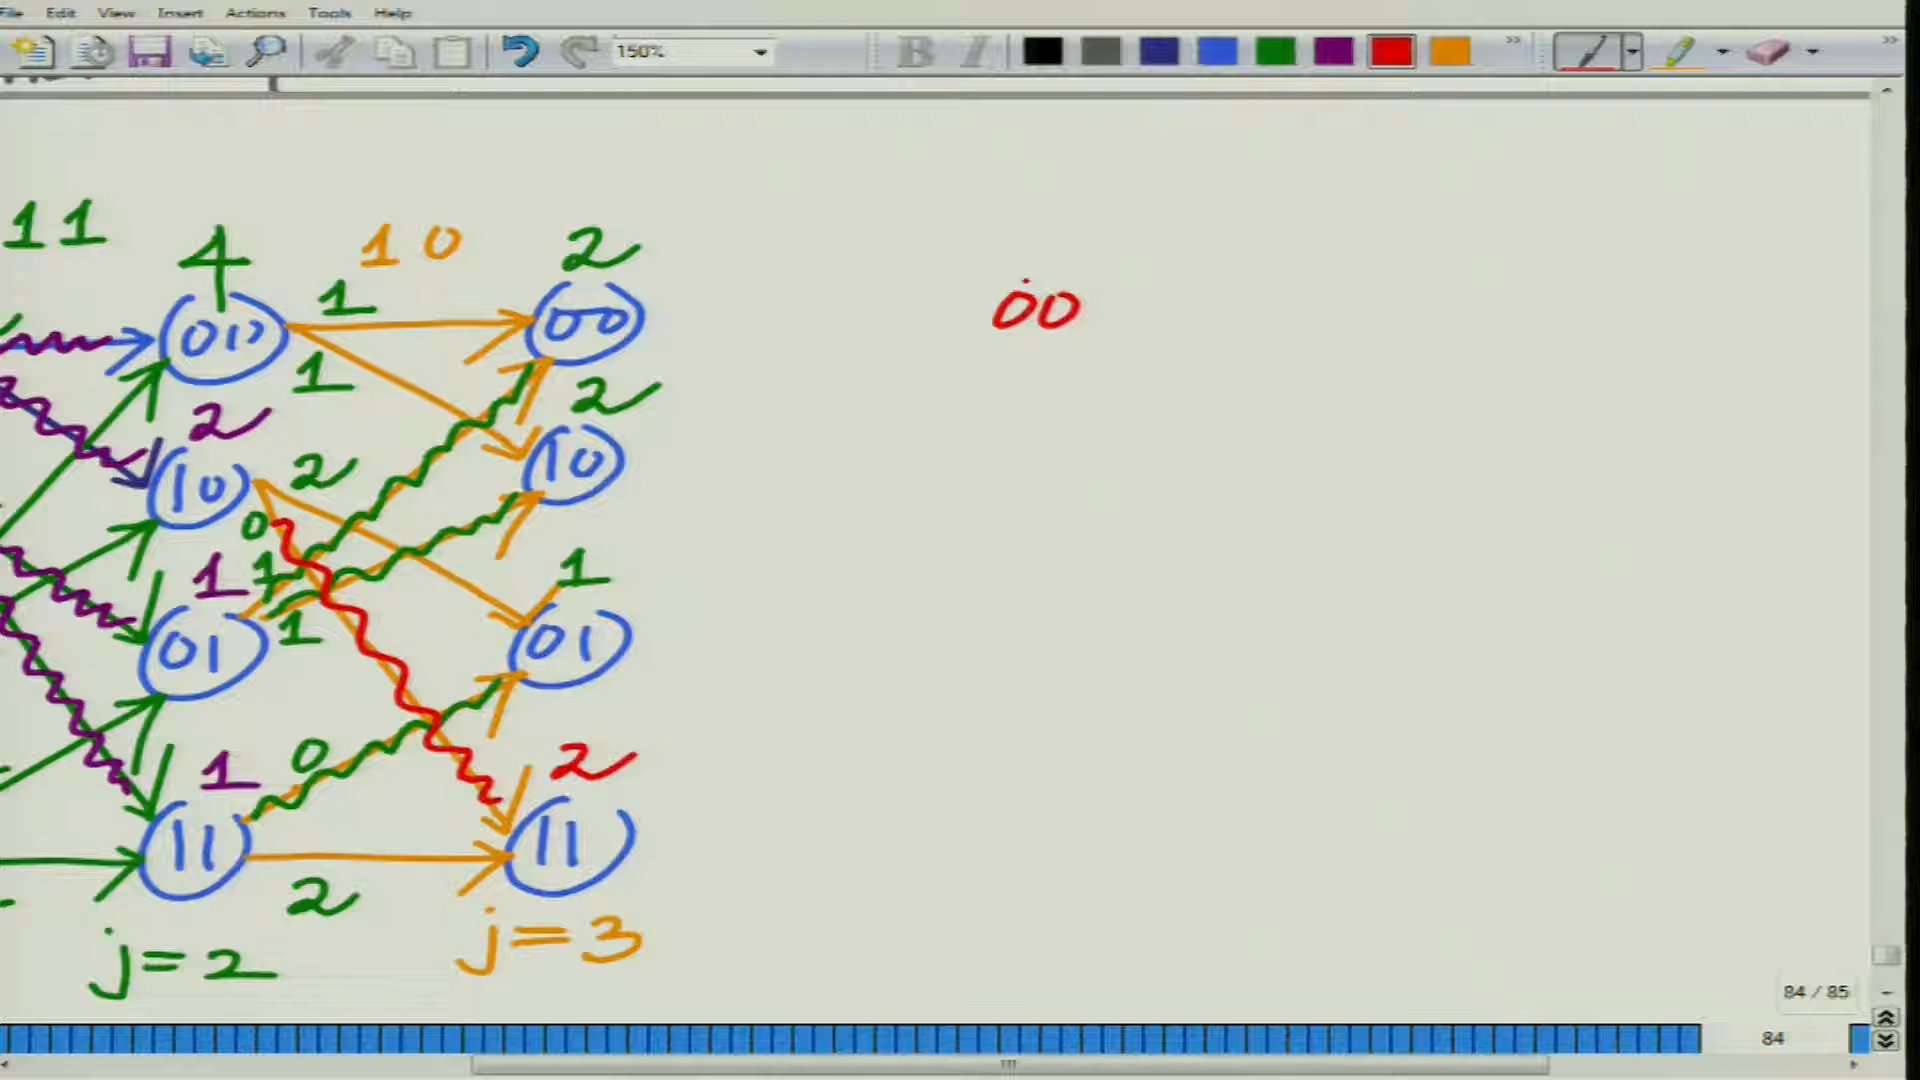 File Edit View Insert Actions Tools Help
150%
B I
11 4 10 2
1
00 00
00
1 2
2
10 2 10
0
1 1 1
01 1 01
1 0 2
11 11
2
j=2 j=3
84 / 85
84